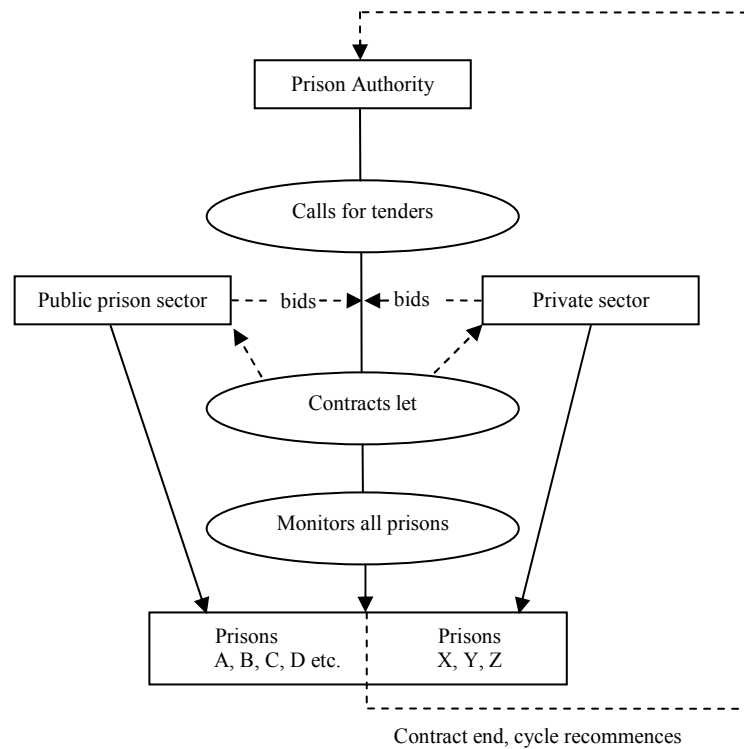 Prison Authority
Calls for tenders
Public prison sector
bids
bids
Private sector
Contracts let
Monitors all prisons
Prisons
A, B, C, D etc.
Prisons
X, Y, Z
Contract end, cycle recommences